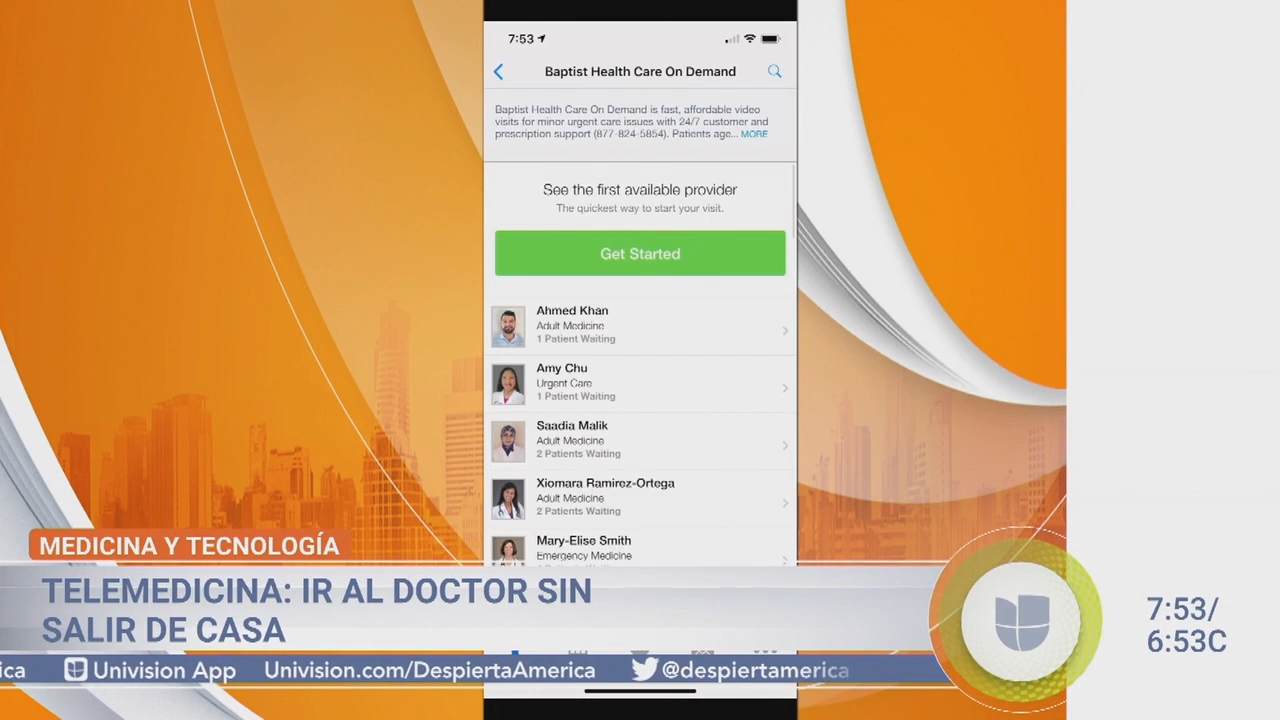 7:53
Baptist Health Care On Demand
Baptist Health Care On Demand is fast, affordable video
visits for minor urgent care issues with 24/7 customer and
prescription support (877-824-5854). Patients age... MORE
See the first available provider
The quickest way to start your visit.
Get Started
Ahmed Khan
Adult Medicine
1 Patient Waiting
Amy Chu
Urgent Care
1 Patient Waiting
Saadia Malik
Adult Medicine
2 Patients Waiting
Xiomara Ramirez-Ortega
Adult Medicine
2 Patients Waiting
Mary-Elise Smith
Emergency Medicine
MEDICINA Y TECNOLOGÍA
TELEMEDICINA: IR AL DOCTOR SIN
SALIR DE CASA
7:53/
6:53C
ica Univision App Univision.com/DespiertaAmerica @despiertamerica